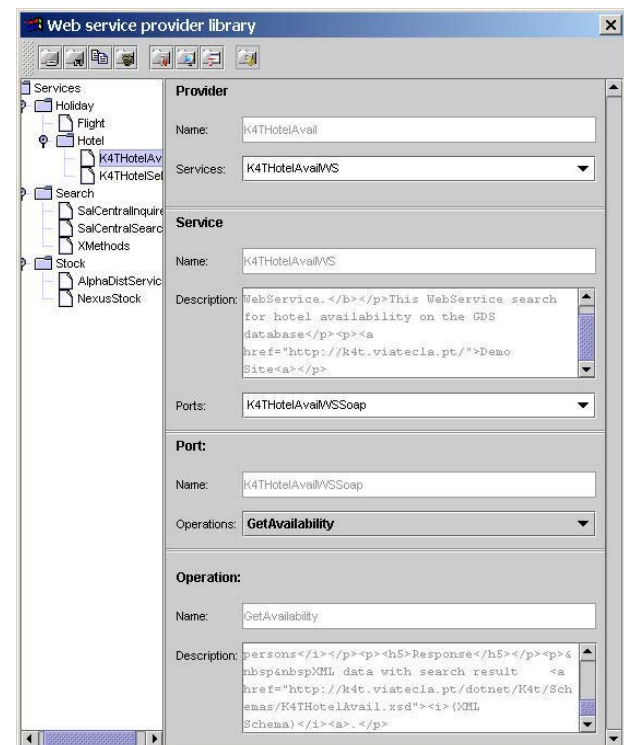 Web service provider library
Services
Holiday
Flight
Hotel
K4THotelAv
K4THotelSel
Search
SalCentralInquire
SalCentralSearc
XMethods
Stock
AlphaDistServic
NexusStock
Provider
Name: K4THotelAvail
Services: K4THotelAvailWS
Service
Name: K4THotelAvailWS
Description: WebService.</b></p>This WebService search
for hotel availability on the GDS
database</p><p><a
href="http://k4t.viatecla.pt/">Demo
Site<a></p>
Ports: K4THotelAvailWSSoap
Port:
Name: K4THotelAvailWSSoap
Operations: GetAvailability
Operation:
Name: GetAvailability
Description: persons</i></p><p><h5>Response</h5></p><p>&
nbsp&nbspXML data with search result <a
href="http://k4t.viatecla.pt/dotnet/K4t/Sch
emas/K4THotelAvail.xsd"><i>(XML
Schema)</i><a>.</p>